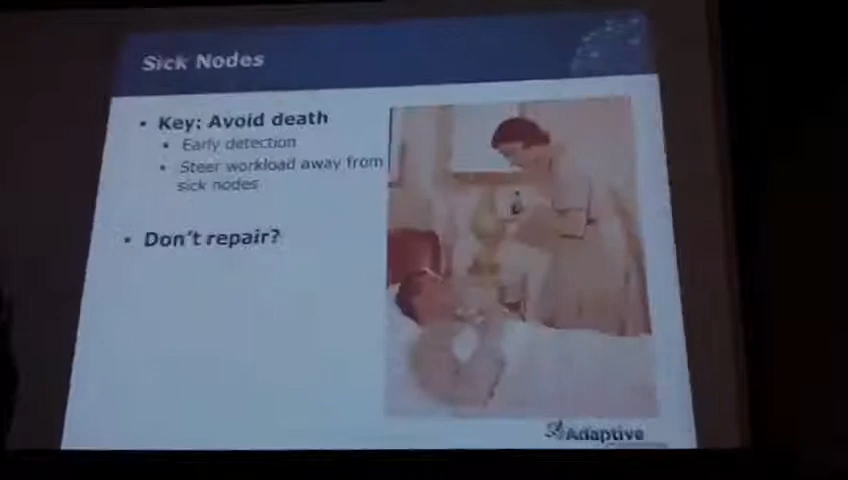 Sick Nodes
• Key: Avoid death
• Early detection
• Steer workload away from
sick nodes
• Don't repair?
Adaptive